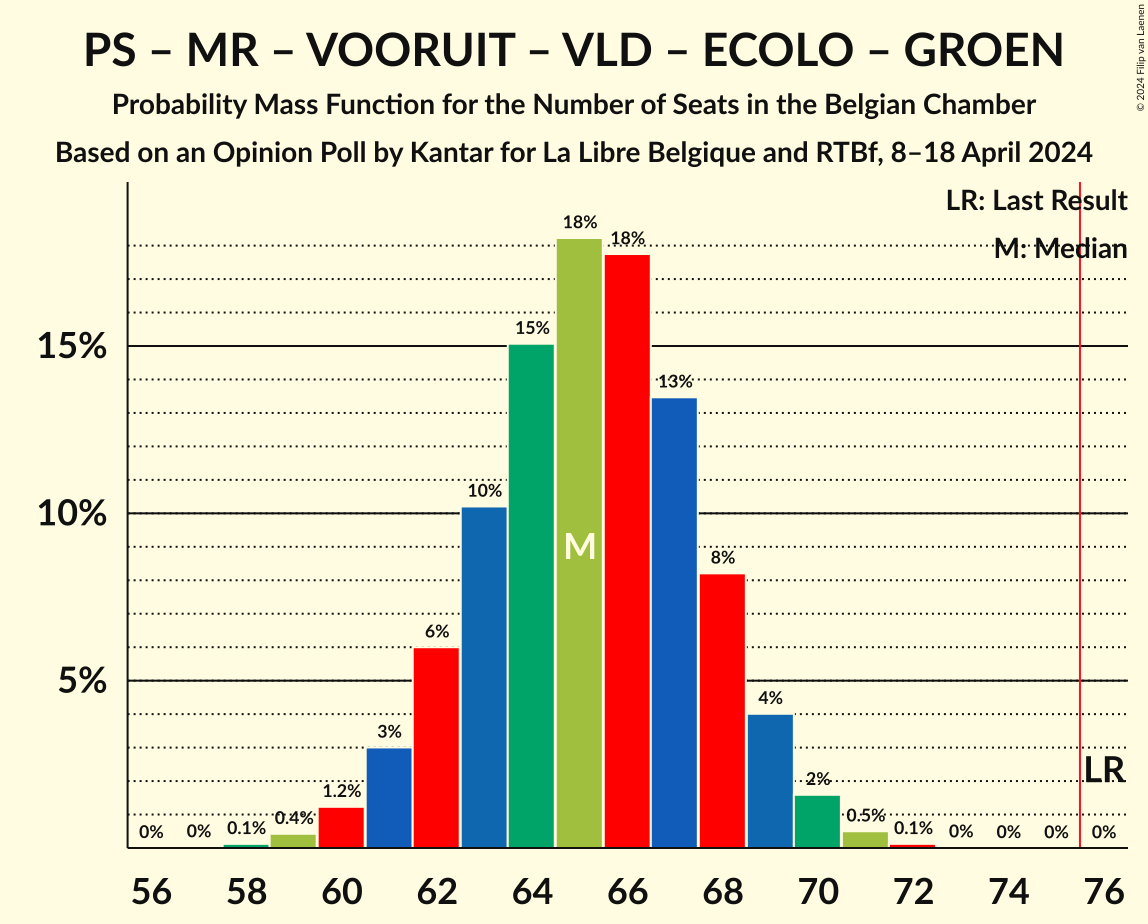 PS – MR – VOORUIT – VLD – ECOLO – GROEN
Probability Mass Function for the Number of Seats in the Belgian Chamber
Based on an Opinion Poll by Kantar for La Libre Belgique and RTBf, 8–18 April 2024
© 2024 Filip van Laenen
LR: Last Result
M: Median
15%
10%
5%
0%
0%
0.1%
0.4%
1.2%
3%
6%
10%
15%
18%
18%
13%
8%
4%
2%
0.5%
0.1%
0%
0%
0%
0%
M
LR
56 58 60 62 64 66 68 70 72 74 76